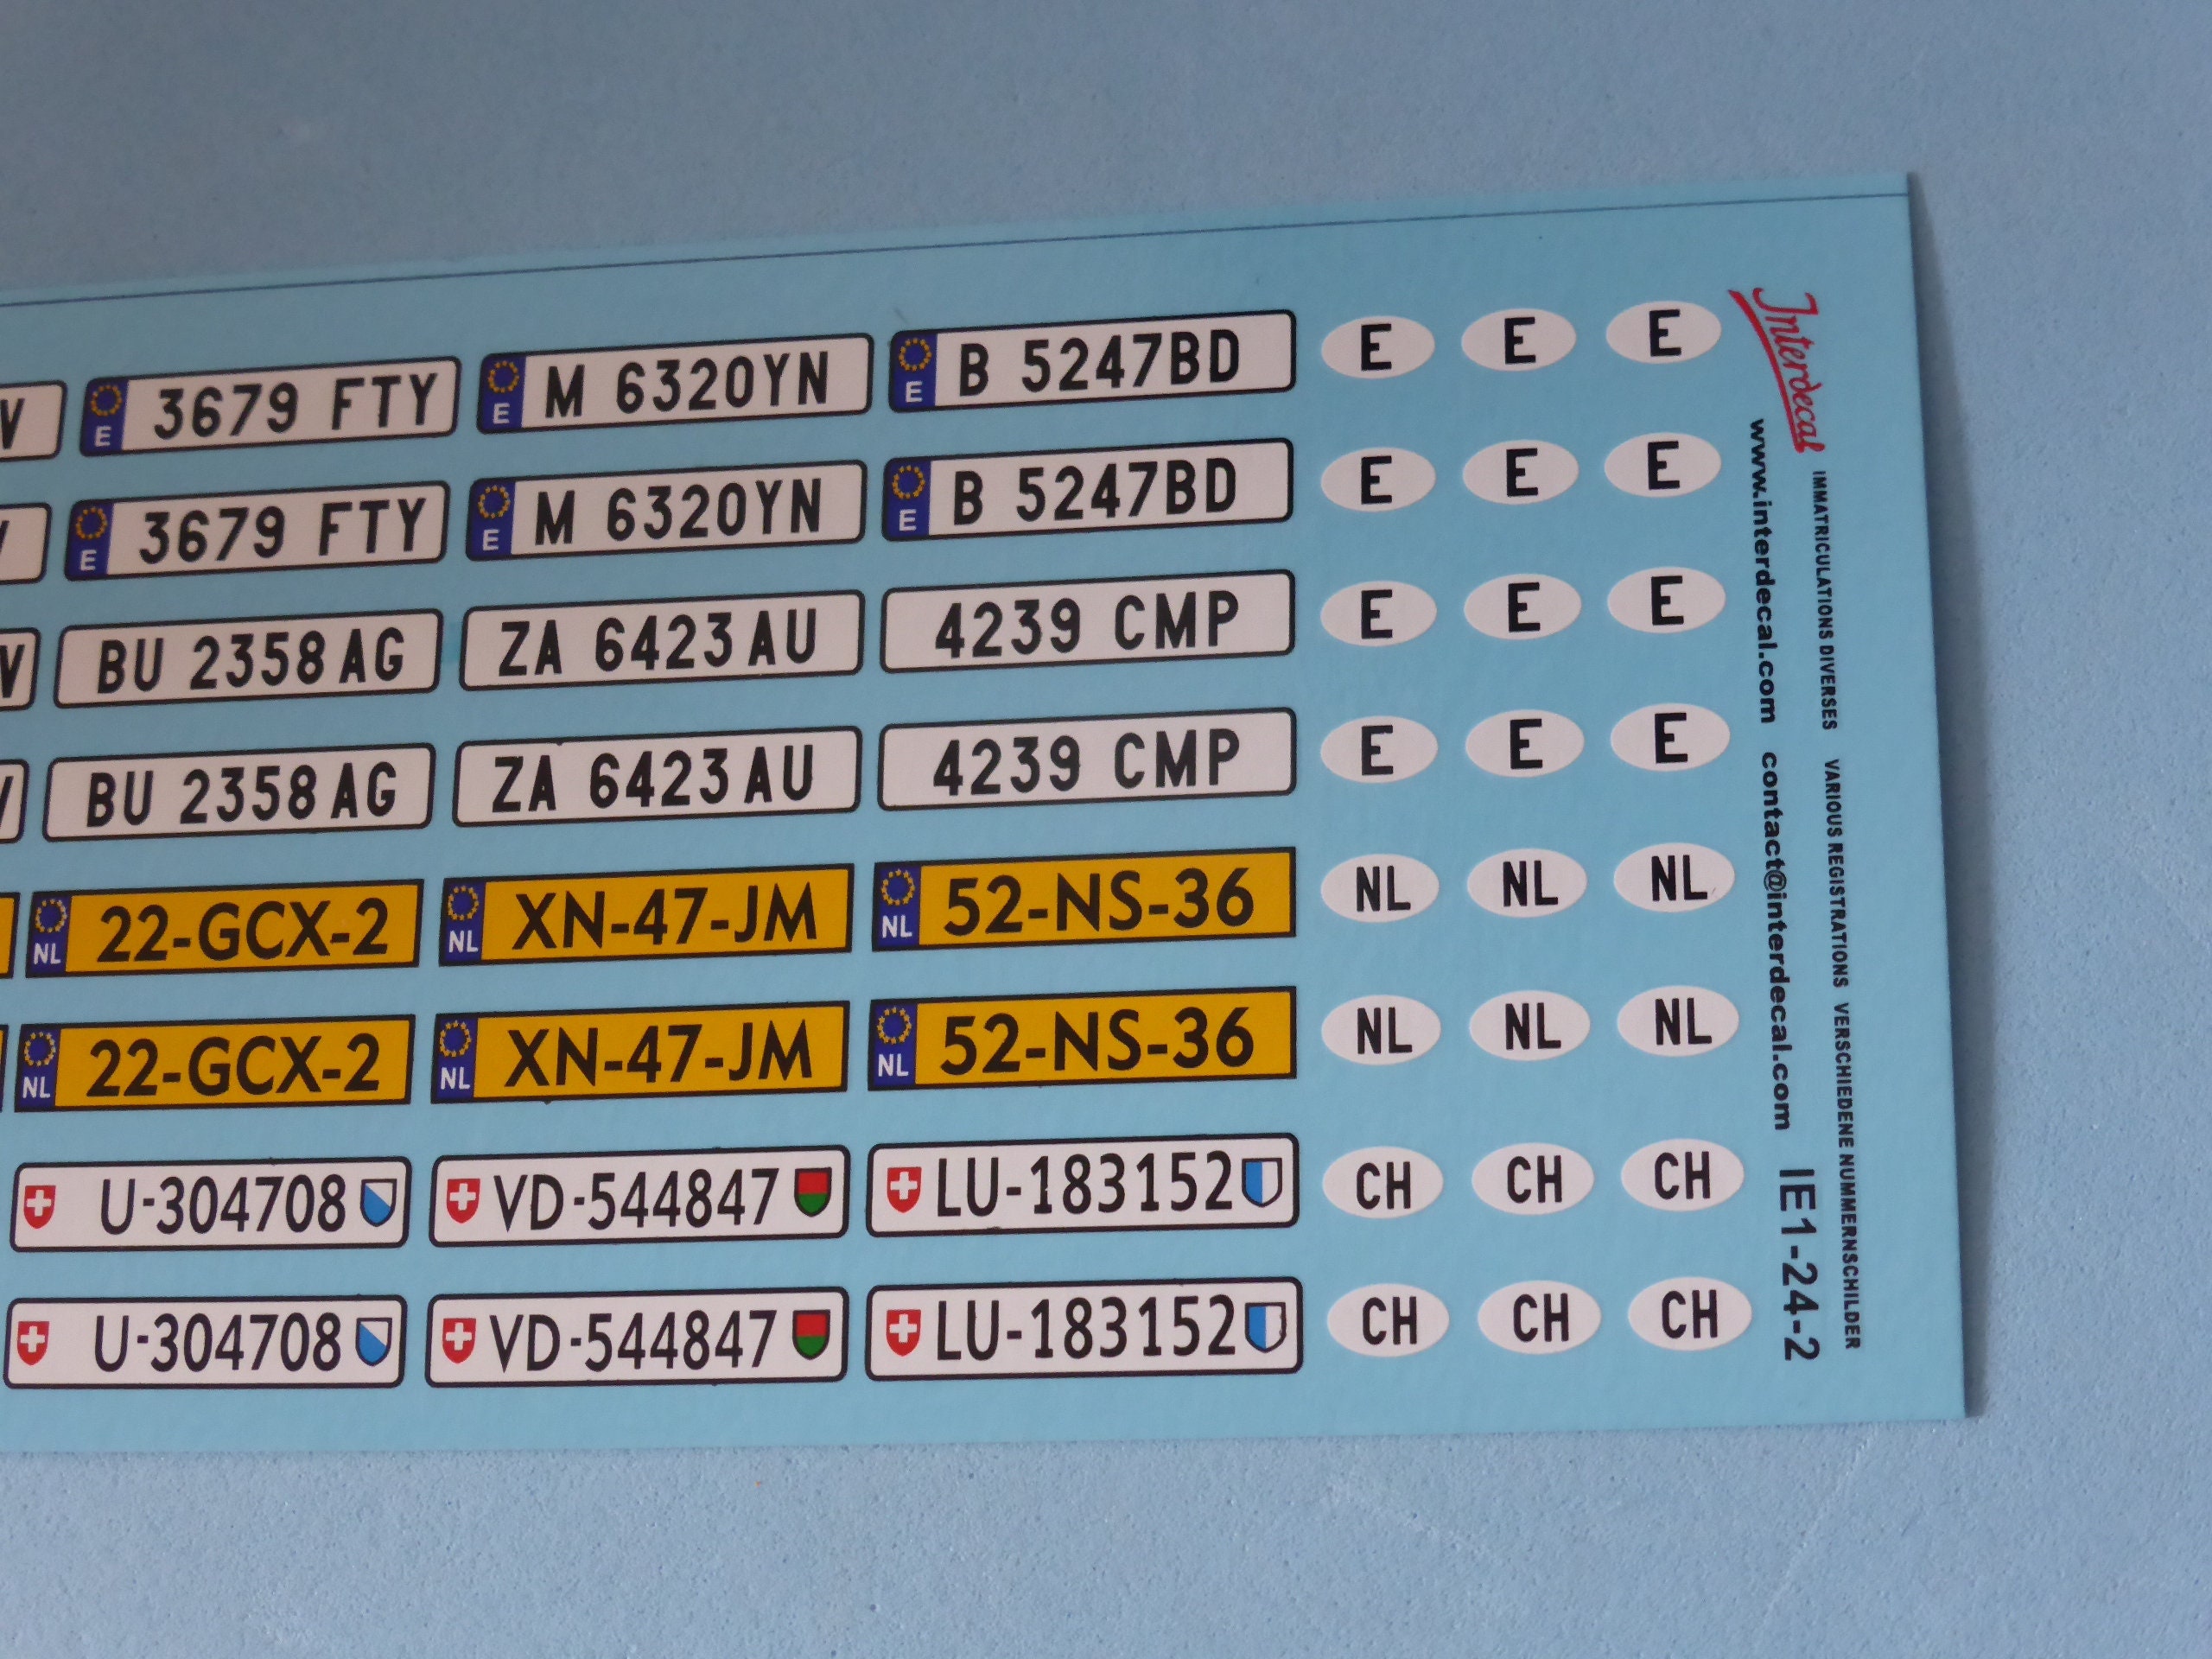 V E 3679 FTY E M 6320YN E B 5247BD E E E
E 3679 FTY E M 6320YN E B 5247BD E E E
V BU 2358 AG ZA 6423 AU 4239 CMP E E E
BU 2358 AG ZA 6423 AU 4239 CMP E E E
NL 22-GCX-2 NL XN-47-JM NL 52-NS-36 NL NL NL
NL 22-GCX-2 NL XN-47-JM NL 52-NS-36 NL NL NL
U-304708 VD-544847 LU-183152 CH CH CH
U-304708 VD-544847 LU-183152 CH CH CH
Interdecal IMMATRICULATIONS DIVERSES VARIOUS REGISTRATIONS VERSCHIEDENE NUMMERNSCHILDER
www.interdecal.com contact@interdecal.com IE1-24-2